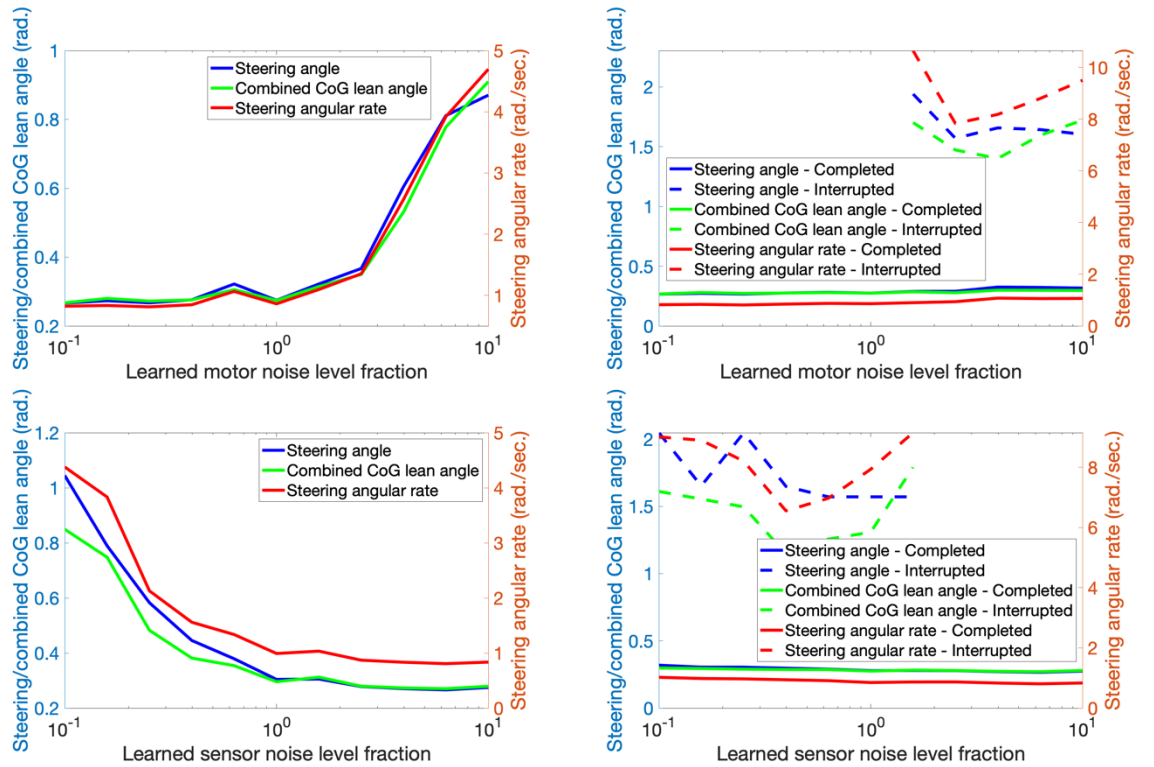 Steering/combined CoG lean angle (rad.)
1
0.8
0.6
0.4
0.2
Steering angle
Combined CoG lean angle
Steering angular rate
5
4
3
2
1
Steering angular rate (rad./sec.)
10^-1
10^0
10^1
Learned motor noise level fraction
Steering/combined CoG lean angle (rad.)
2
1.5
1
0.5
0
Steering angle - Completed
Steering angle - Interrupted
Combined CoG lean angle - Completed
Combined CoG lean angle - Interrupted
Steering angular rate - Completed
Steering angular rate - Interrupted
10
8
6
4
2
0
Steering angular rate (rad./sec.)
10^-1
10^0
10^1
Learned motor noise level fraction
Steering/combined CoG lean angle (rad.)
1.2
1
0.8
0.6
0.4
0.2
Steering angle
Combined CoG lean angle
Steering angular rate
5
4
3
2
1
0
Steering angular rate (rad./sec.)
10^-1
10^0
10^1
Learned sensor noise level fraction
Steering/combined CoG lean angle (rad.)
2
1.5
1
0.5
0
Steering angle - Completed
Steering angle - Interrupted
Combined CoG lean angle - Completed
Combined CoG lean angle - Interrupted
Steering angular rate - Completed
Steering angular rate - Interrupted
8
6
4
2
0
Steering angular rate (rad./sec.)
10^-1
10^0
10^1
Learned sensor noise level fraction